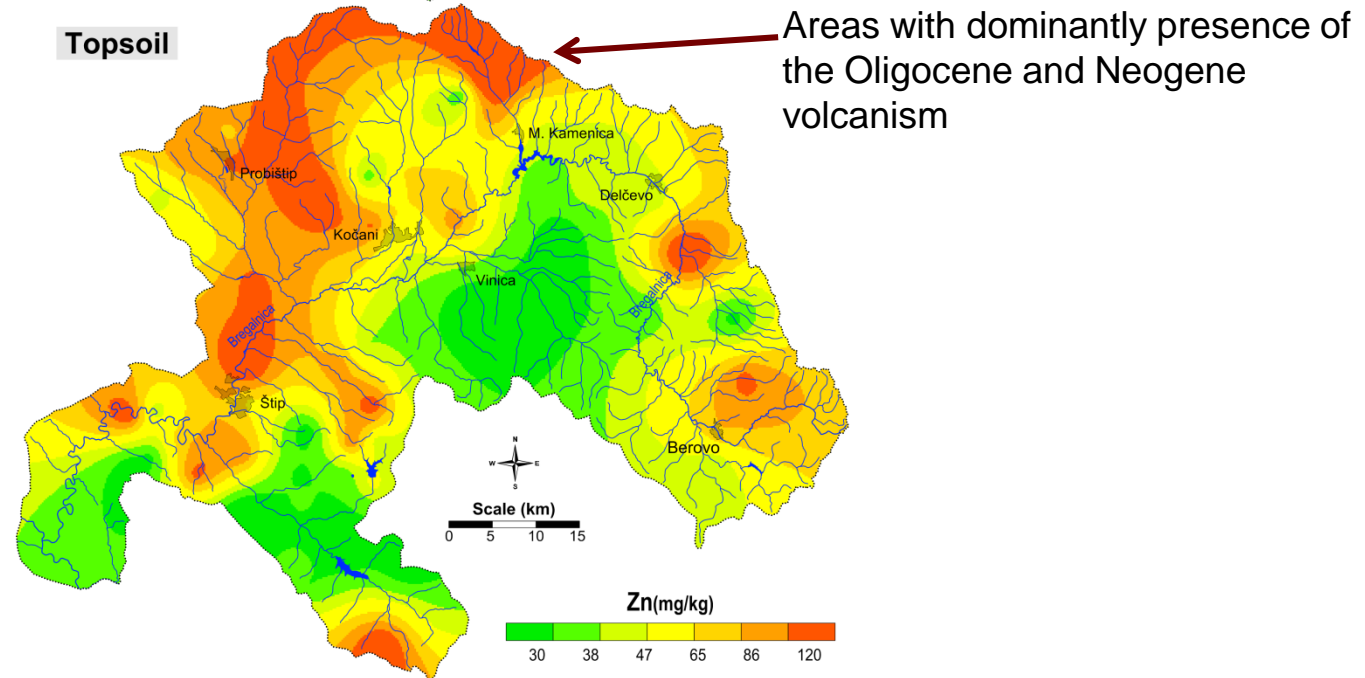 Topsoil
Areas with dominantly presence of
the Oligocene and Neogene
volcanism
M. Kamenica
Probištip
Delčevo
Kočani
Vinica
Bregalnica
Bregalnica
Štip
Berovo
N
W E
S
Scale (km)
0 5 10 15
Zn(mg/kg)
30 38 47 65 86 120